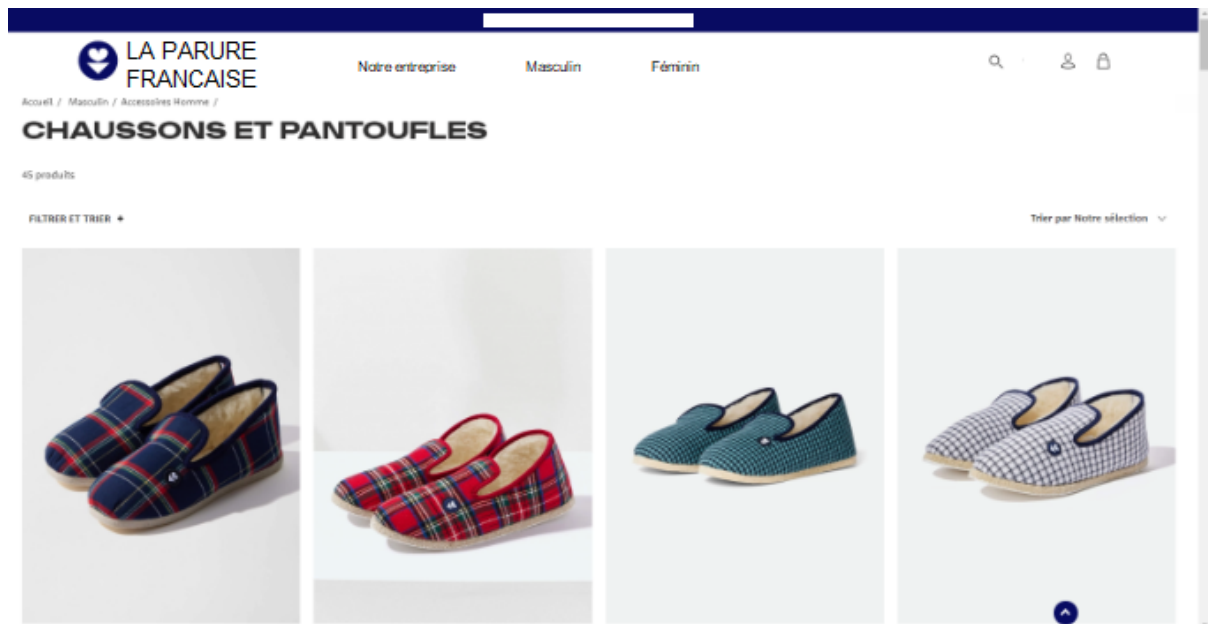 LA PARURE
FRANCAISE
Notre entreprise
Masculin
Féminin
Accueil / Masculin / Accessoires Homme /
CHAUSSONS ET PANTOUFLES
45 produits
FILTRER ET TRIER +
Trier par Notre sélection